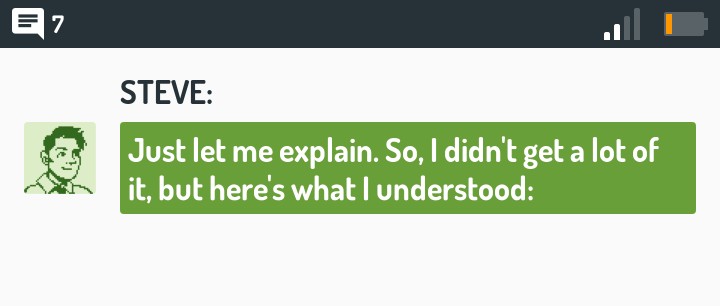 7
STEVE:
Just let me explain. So, I didn't get a lot of
it, but here's what I understood: